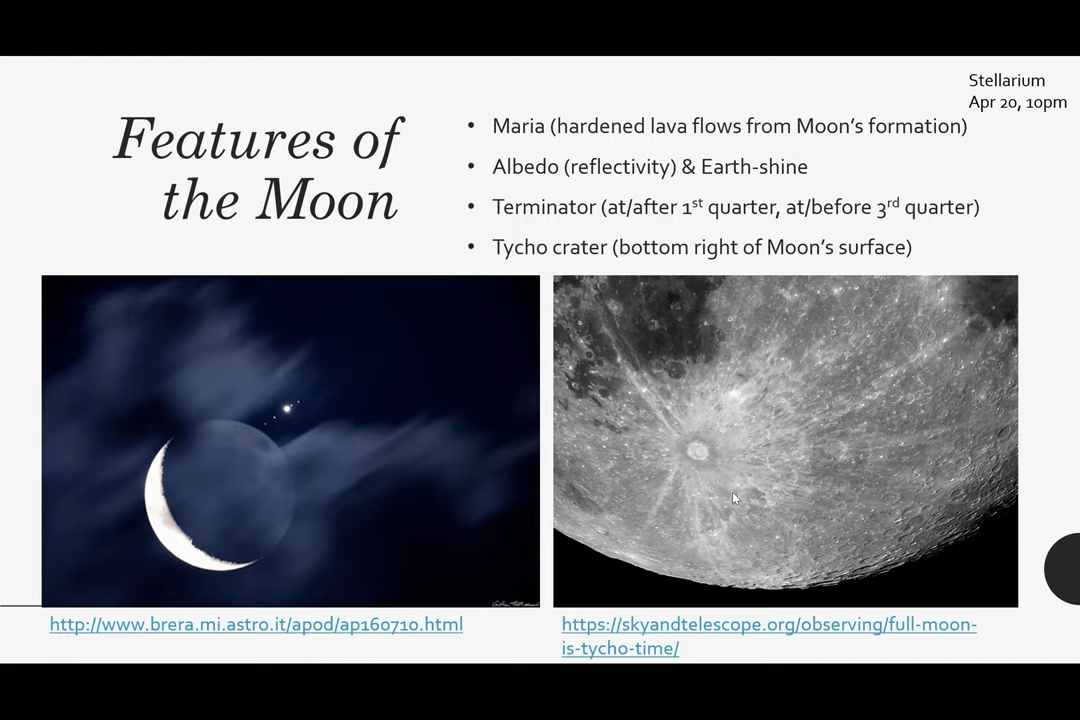 Stellarium
Apr 20, 10pm
Features of
the Moon
• Maria (hardened lava flows from Moon's formation)
• Albedo (reflectivity) & Earth-shine
• Terminator (at/after 1st quarter, at/before 3rd quarter)
• Tycho crater (bottom right of Moon's surface)
http://www.brera.mi.astro.it/apod/ap160710.html
https://skyandtelescope.org/observing/full-moon-
is-tycho-time/